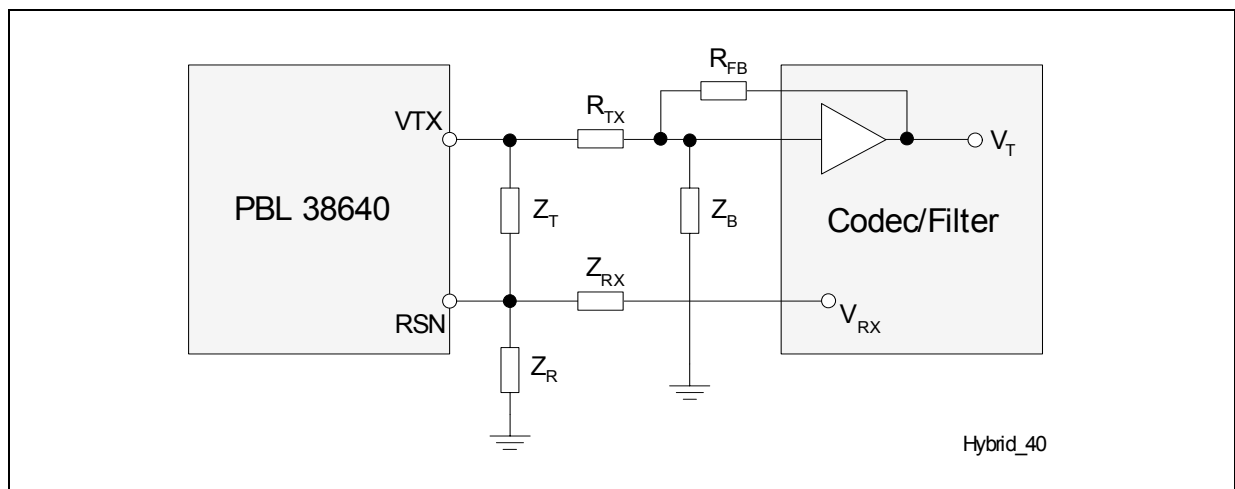 R_FB
R_TX
VTX
V_T
PBL 38640
Z_T
Z_B
Codec/Filter
Z_RX
RSN
V_RX
Z_R
Hybrid_40